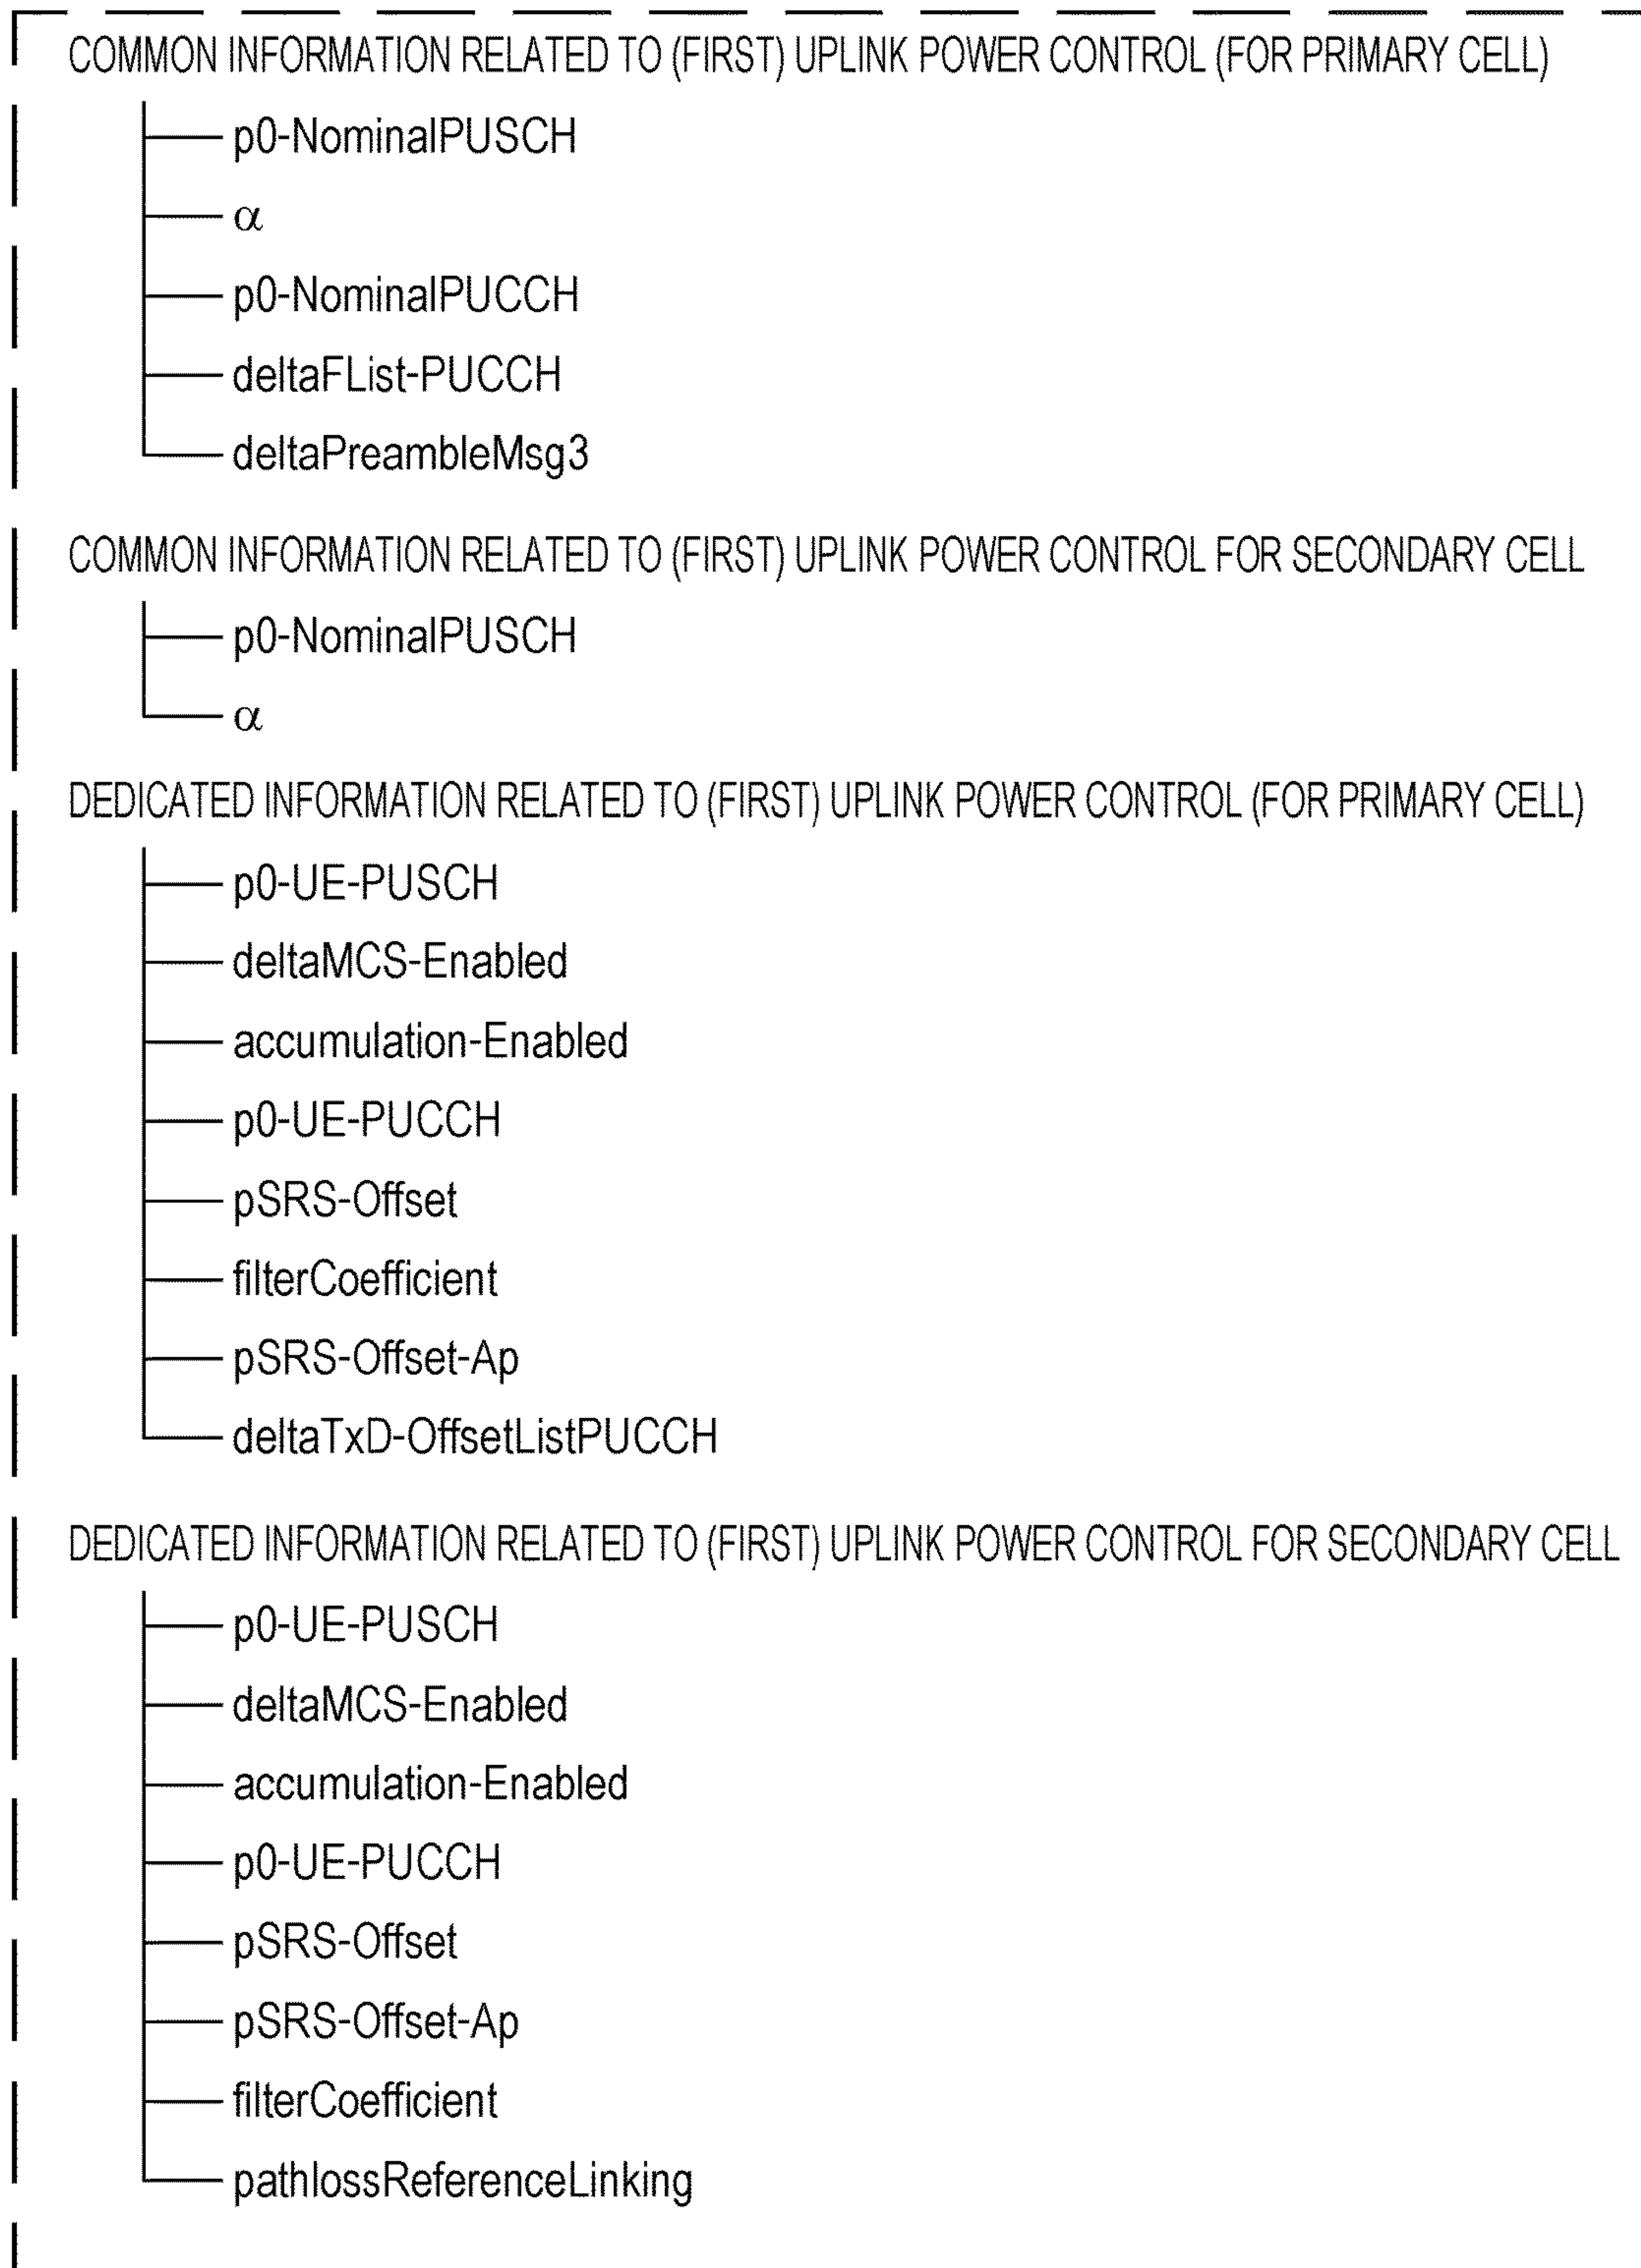 COMMON INFORMATION RELATED TO (FIRST) UPLINK POWER CONTROL (FOR PRIMARY CELL)
p0-NominalPUSCH
α
p0-NominalPUCCH
deltaFList-PUCCH
deltaPreambleMsg3
COMMON INFORMATION RELATED TO (FIRST) UPLINK POWER CONTROL FOR SECONDARY CELL
p0-NominalPUSCH
α
DEDICATED INFORMATION RELATED TO (FIRST) UPLINK POWER CONTROL (FOR PRIMARY CELL)
p0-UE-PUSCH
deltaMCS-Enabled
accumulation-Enabled
p0-UE-PUCCH
pSRS-Offset
filterCoefficient
pSRS-Offset-Ap
deltaTxD-OffsetListPUCCH
DEDICATED INFORMATION RELATED TO (FIRST) UPLINK POWER CONTROL FOR SECONDARY CELL
p0-UE-PUSCH
deltaMCS-Enabled
accumulation-Enabled
p0-UE-PUCCH
pSRS-Offset
pSRS-Offset-Ap
filterCoefficient
pathlossReferenceLinking